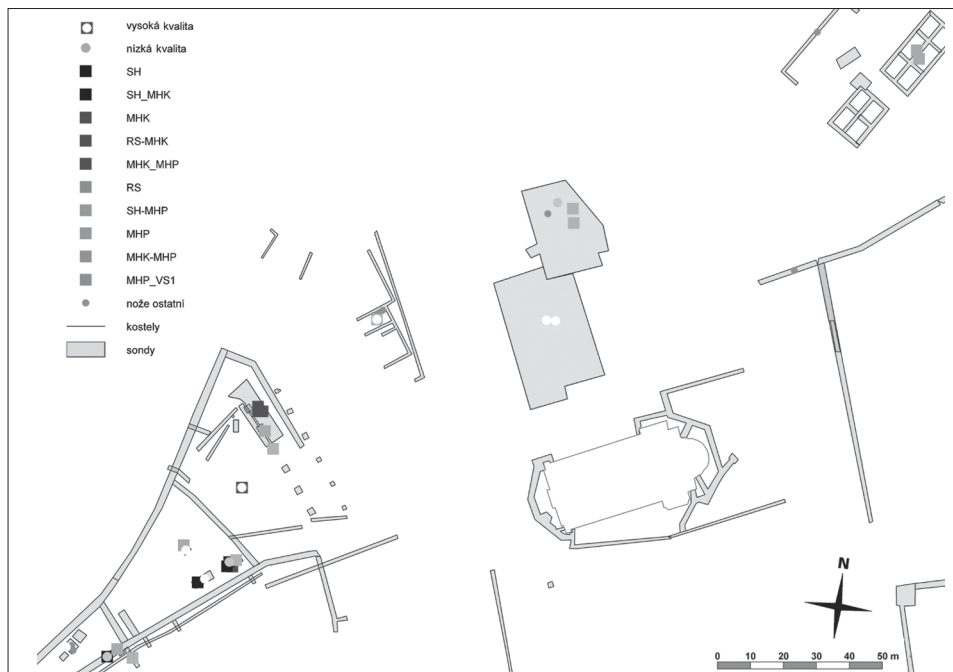 vysoká kvalita
nízká kvalita
SH
SH_MHK
MHK
RS-MHK
MHK_MHP
RS
SH-MHP
MHP
MHK-MHP
MHP_VS1
nože ostatní
kostely
sondy
N
0 10 20 30 40 50 m